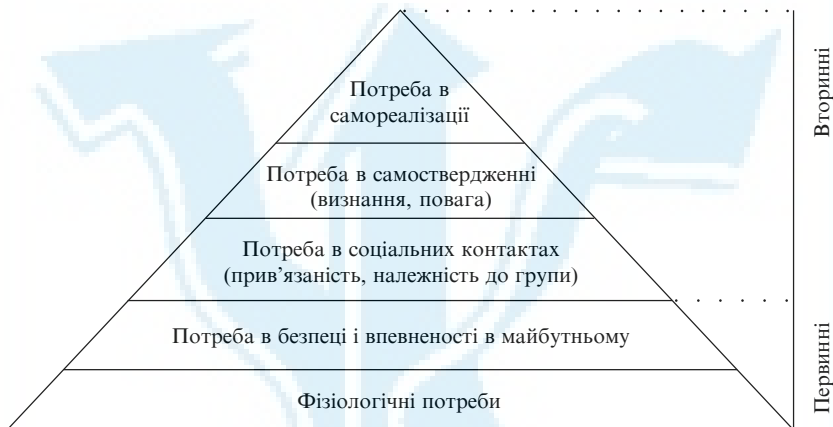 Потреба в
самореалізації
Вторинні
Потреба в самоствердженні
(визнання, повага)
Потреба в соціальних контактах
(прив'язаність, належність до групи)
Потреба в безпеці і впевненості в майбутньому
Первинні
Фізіологічні потреби